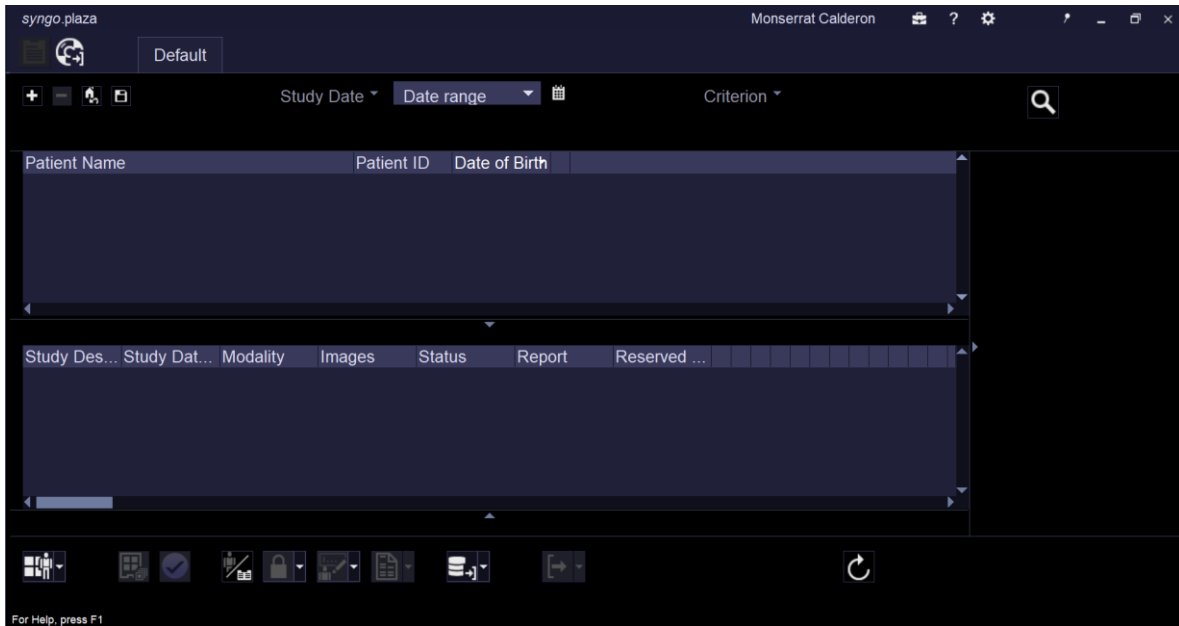 syngo.plaza Monserrat Calderon ?
Default
Study Date Date range Criterion
Patient Name Patient ID Date of Birth
Study Des... Study Dat... Modality Images Status Report Reserved ...
For Help, press F1